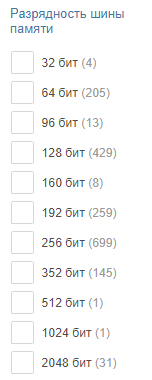 Разрядность шины
памяти
32 бит (4)
64 бит (205)
96 бит (13)
128 бит (429)
160 бит (8)
192 бит (259)
256 бит (699)
352 бит (145)
512 бит (1)
1024 бит (1)
2048 бит (31)